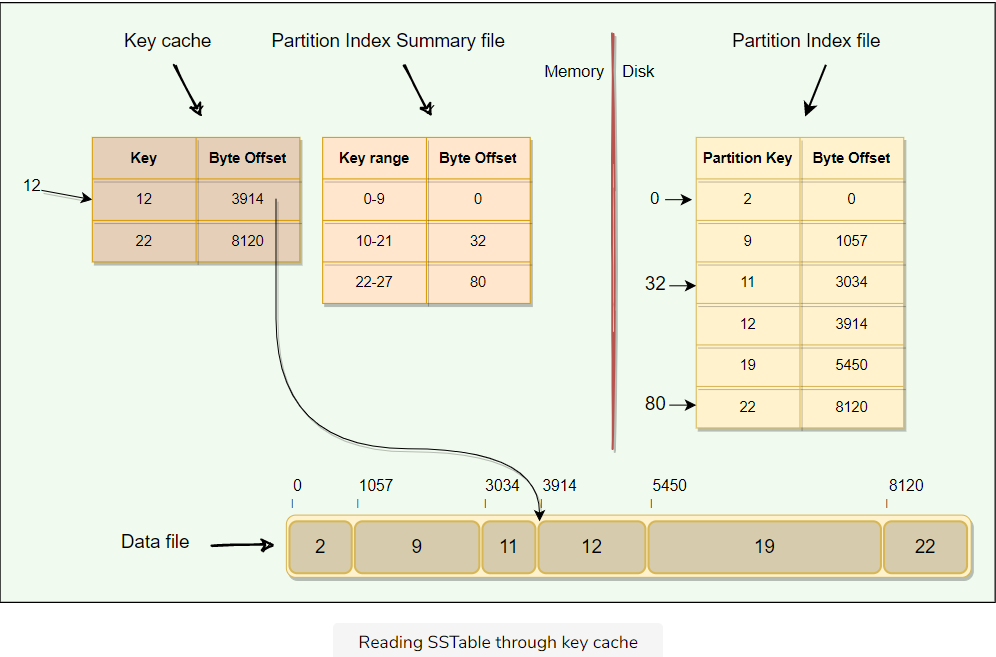 Key cache
Partition Index Summary file
Partition Index file
Memory
Disk
Key Byte Offset
12
12 3914
22 8120
Key range Byte Offset
0-9 0
10-21 32
22-27 80
Partition Key Byte Offset
0
2 0
9 1057
32
11 3034
12 3914
19 5450
80
22 8120
0 1057 3034 3914 5450 8120
Data file
2 9 11 12 19 22
Reading SSTable through key cache